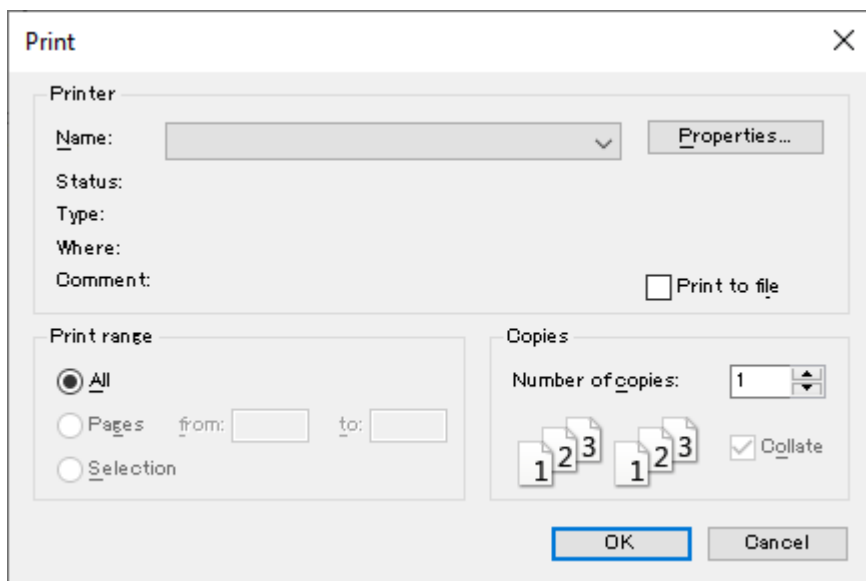 Print
Printer
Name:
Properties...
Status:
Type:
Where:
Comment:
Print to file
Print range
All
Pages from: to:
Selection
Copies
Number of copies: 1
1 2 3 1 2 3
Collate
OK Cancel